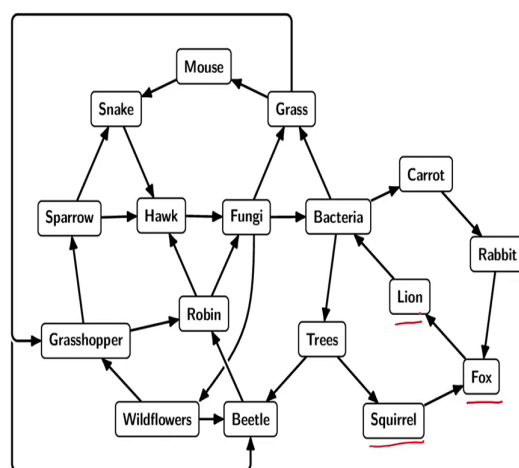 Mouse
Snake
Grass
Carrot
Sparrow
Hawk
Fungi
Bacteria
Rabbit
Lion
Robin
Grasshopper
Trees
Fox
Wildflowers
Beetle
Squirrel